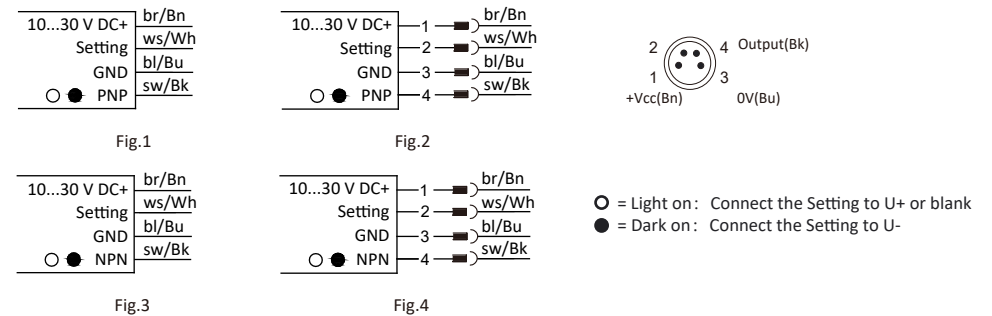 10...30 V DC+ br/Bn
Setting ws/Wh
GND bl/Bu
PNP sw/Bk
Fig.1
10...30 V DC+ 1 br/Bn
Setting 2 ws/Wh
GND 3 bl/Bu
PNP 4 sw/Bk
Fig.2
2 4 Output(Bk)
1 3
+Vcc(Bn) 0V(Bu)
10...30 V DC+ br/Bn
Setting ws/Wh
GND bl/Bu
NPN sw/Bk
Fig.3
10...30 V DC+ 1 br/Bn
Setting 2 ws/Wh
GND 3 bl/Bu
NPN 4 sw/Bk
Fig.4
= Light on: Connect the Setting to U+ or blank
= Dark on: Connect the Setting to U-